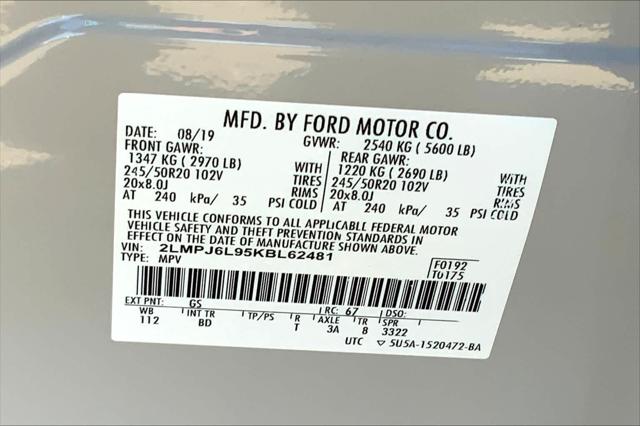 MFD. BY FORD MOTOR CO.
DATE: 08/19 GVWR: 2540 KG ( 5600 LB)
FRONT GAWR: REAR GAWR:
1347 KG ( 2970 LB) WITH 1220 KG ( 2690 LB) WITH
245/50R20 102V TIRES 245/50R20 102V TIRES
20x8.0J RIMS 20x8.0J RIMS
AT 240 kPa/ 35 PSI COLD AT 240 kPa/ 35 PSI COLD
THIS VEHICLE CONFORMS TO ALL APPLICABLE FEDERAL MOTOR
VEHICLE SAFETY AND THEFT PREVENTION STANDARDS IN
EFFECT ON THE DATE OF MANUFACTURE SHOWN ABOVE.
VIN: 2LMPJ6L95KBL62481 F0192
TYPE: MPV T0175
EXT PNT: GS RC: 67 DSO:
WB INT TR TP/PS R AXLE TR SPR
112 BD T 3A 8 3322
UTC ▽ 5U5A-1520472-BA